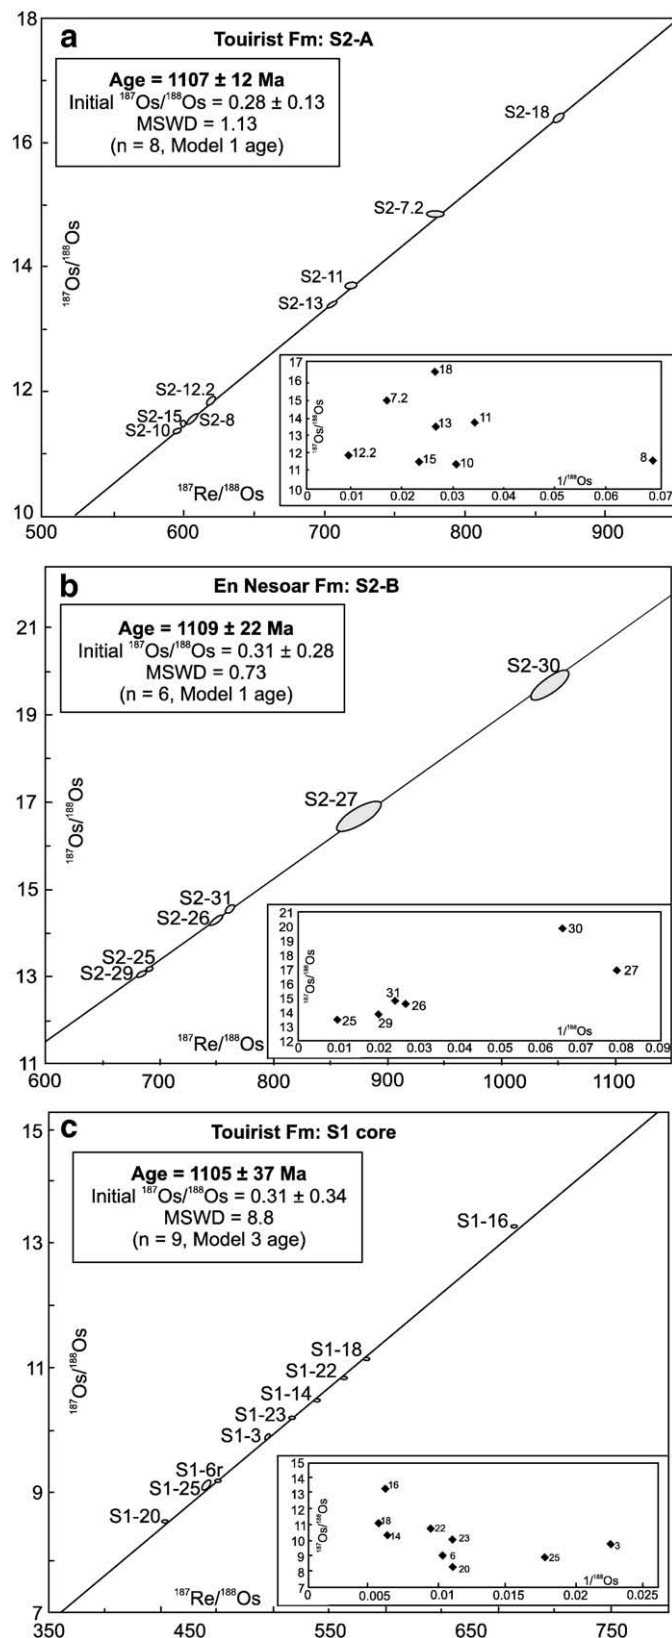 a
Touirist Fm: S2-A
Age = 1107 ± 12 Ma
Initial ¹⁸⁷Os/¹⁸⁸Os = 0.28 ± 0.13
MSWD = 1.13
(n = 8, Model 1 age)
18
16
14
12
10
¹⁸⁷Os/¹⁸⁸Os
S2-18
S2-7.2
S2-11
S2-13
S2-12.2
S2-15
S2-8
S2-10
¹⁸⁷Re/¹⁸⁸Os
500 600 700 800 900
17
16
15
14
13
12
11
10
¹⁸⁷Os/¹⁸⁸Os
18
7.2
13
11
12.2
15
10
8
1/¹⁸⁸Os
0 0.01 0.02 0.03 0.04 0.05 0.06 0.07
b
En Nesoar Fm: S2-B
Age = 1109 ± 22 Ma
Initial ¹⁸⁷Os/¹⁸⁸Os = 0.31 ± 0.28
MSWD = 0.73
(n = 6, Model 1 age)
21
19
17
15
13
11
¹⁸⁷Os/¹⁸⁸Os
S2-30
S2-27
S2-31
S2-26
S2-25
S2-29
¹⁸⁷Re/¹⁸⁸Os
600 700 800 900 1000 1100
21
20
19
18
17
16
15
14
13
12
¹⁸⁷Os/¹⁸⁸Os
30
27
31
26
25
29
1/¹⁸⁸Os
0 0.01 0.02 0.03 0.04 0.05 0.06 0.07 0.08 0.09
c
Touirist Fm: S1 core
Age = 1105 ± 37 Ma
Initial ¹⁸⁷Os/¹⁸⁸Os = 0.31 ± 0.34
MSWD = 8.8
(n = 9, Model 3 age)
15
13
11
9
7
¹⁸⁷Os/¹⁸⁸Os
S1-16
S1-18
S1-22
S1-14
S1-23
S1-3
S1-6r
S1-25
S1-20
¹⁸⁷Re/¹⁸⁸Os
350 450 550 650 750
15
14
13
12
11
10
9
8
7
¹⁸⁷Os/¹⁸⁸Os
16
18
14
22
23
6
20
25
3
1/¹⁸⁸Os
0 0.005 0.01 0.015 0.02 0.025